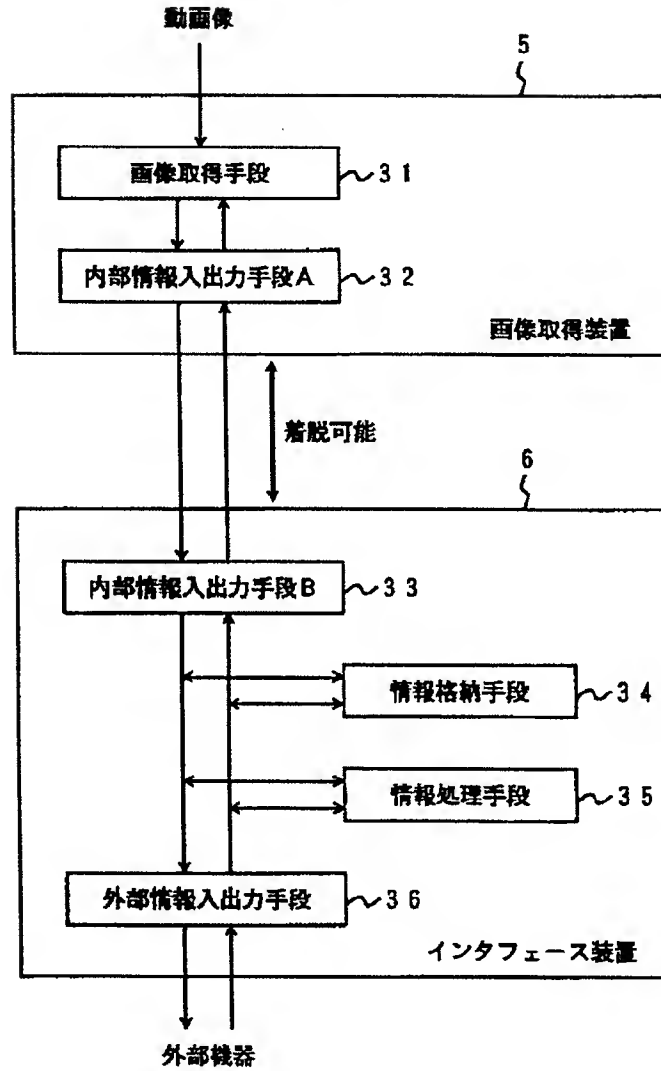 動画像
5
画像取得手段 31
内部情報入出力手段A 32
画像取得装置
着脱可能
6
内部情報入出力手段B 33
情報格納手段 34
情報処理手段 35
外部情報入出力手段 36
インタフェース装置
外部機器